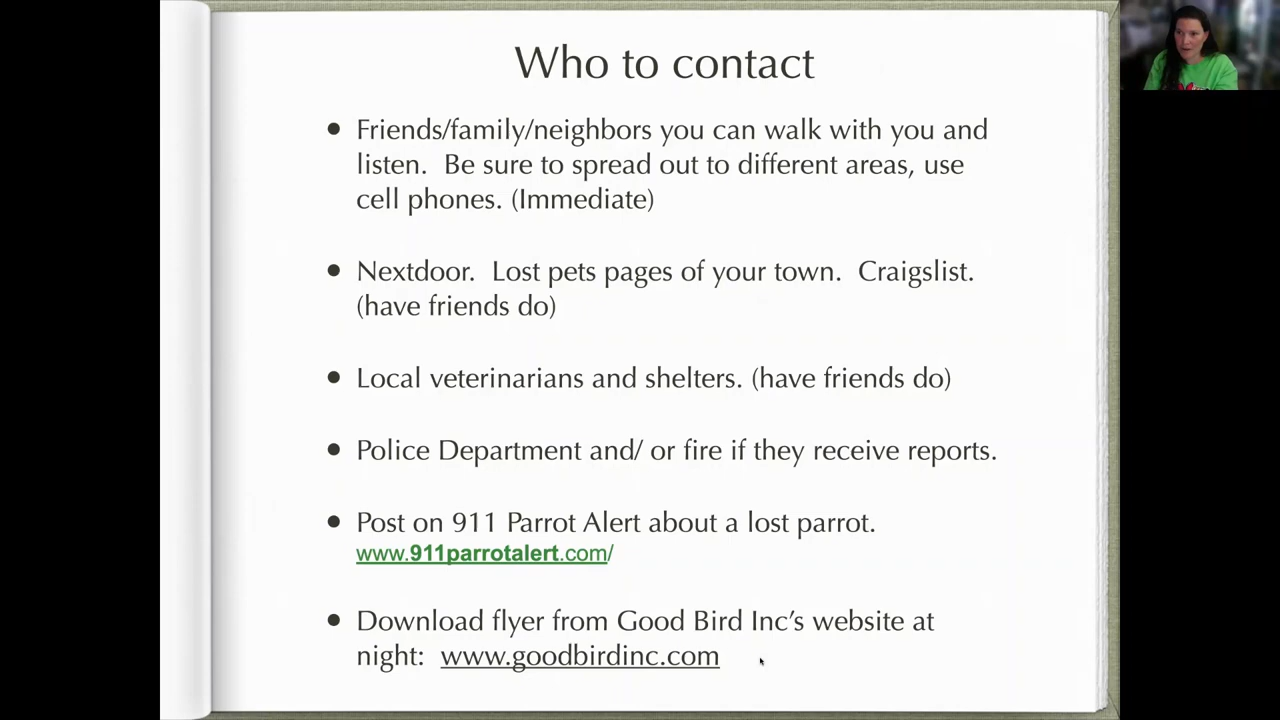 Who to contact
• Friends/family/neighbors you can walk with you and
listen.  Be sure to spread out to different areas, use
cell phones. (Immediate)
• Nextdoor.  Lost pets pages of your town.  Craigslist.
(have friends do)
• Local veterinarians and shelters. (have friends do)
• Police Department and/ or fire if they receive reports.
• Post on 911 Parrot Alert about a lost parrot.
www.911parrotalert.com/
• Download flyer from Good Bird Inc’s website at
night:  www.goodbirdinc.com